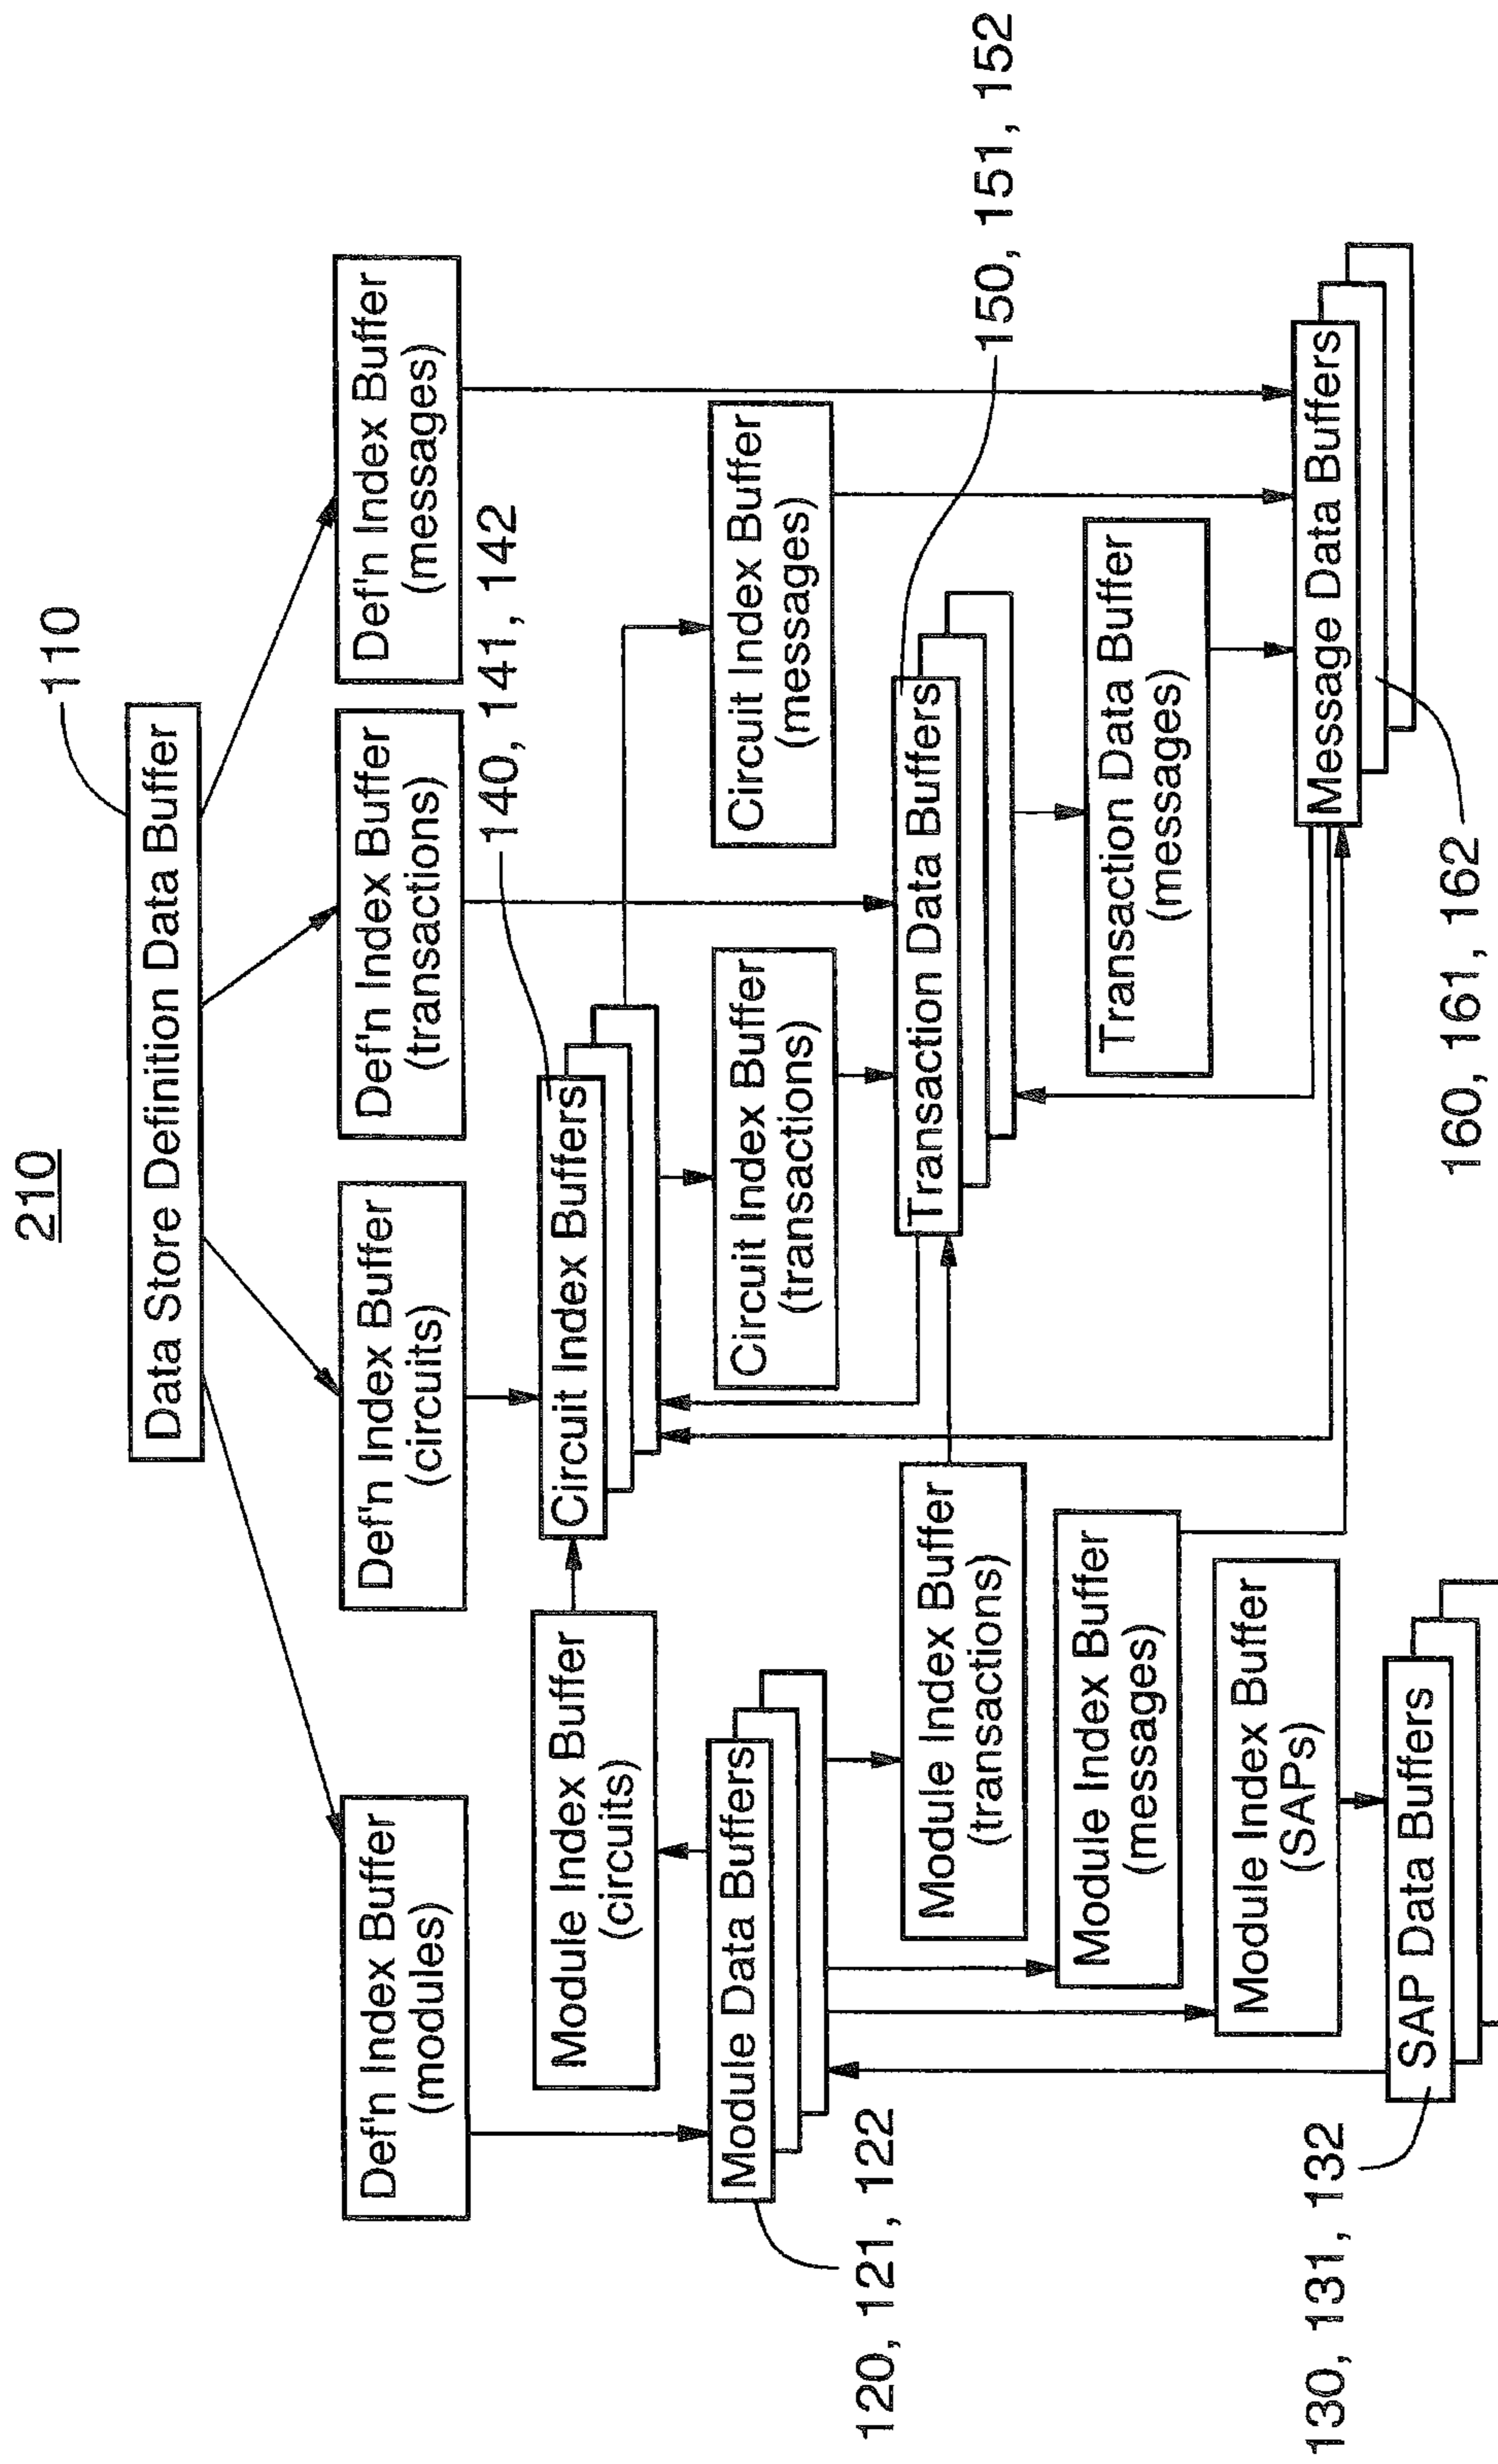 210
110
Data Store Definition Data Buffer
Def'n Index Buffer
(modules)
Def'n Index Buffer
(circuits)
Def'n Index Buffer
(transactions)
Def'n Index Buffer
(messages)
140, 141, 142
Module Index Buffer
(circuits)
Circuit Index Buffers
Module Data Buffers
120, 121, 122
Circuit Index Buffer
(transactions)
Circuit Index Buffer
(messages)
Module Index Buffer
(transactions)
Transaction Data Buffers
150, 151, 152
Module Index Buffer
(messages)
Transaction Data Buffer
(messages)
Module Index Buffer
(SAPs)
Message Data Buffers
160, 161, 162
SAP Data Buffers
130, 131, 132